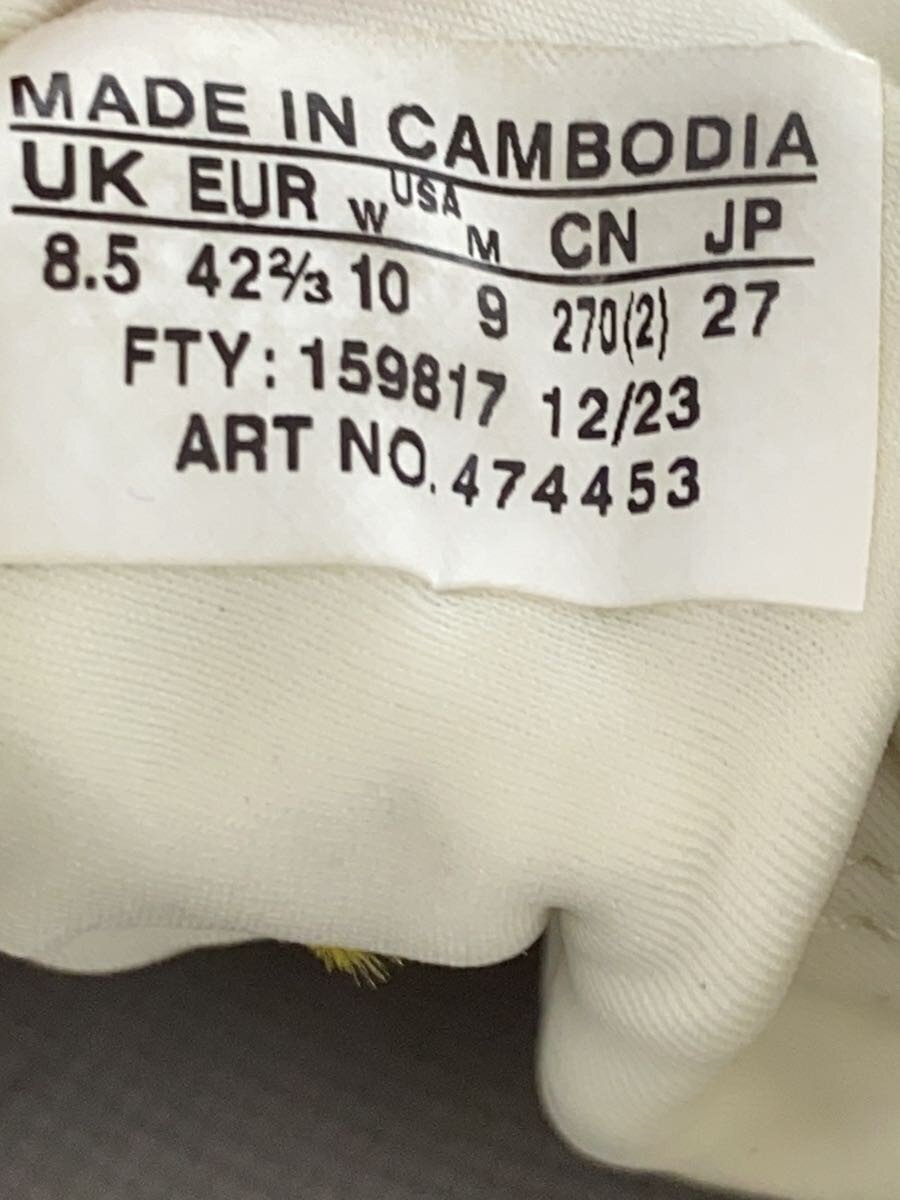 MADE IN CAMBODIA
UK EUR W USA M CN JP
8.5 42⅔ 10 9 270(2) 27
FTY: 159817 12/23
ART NO. 474453